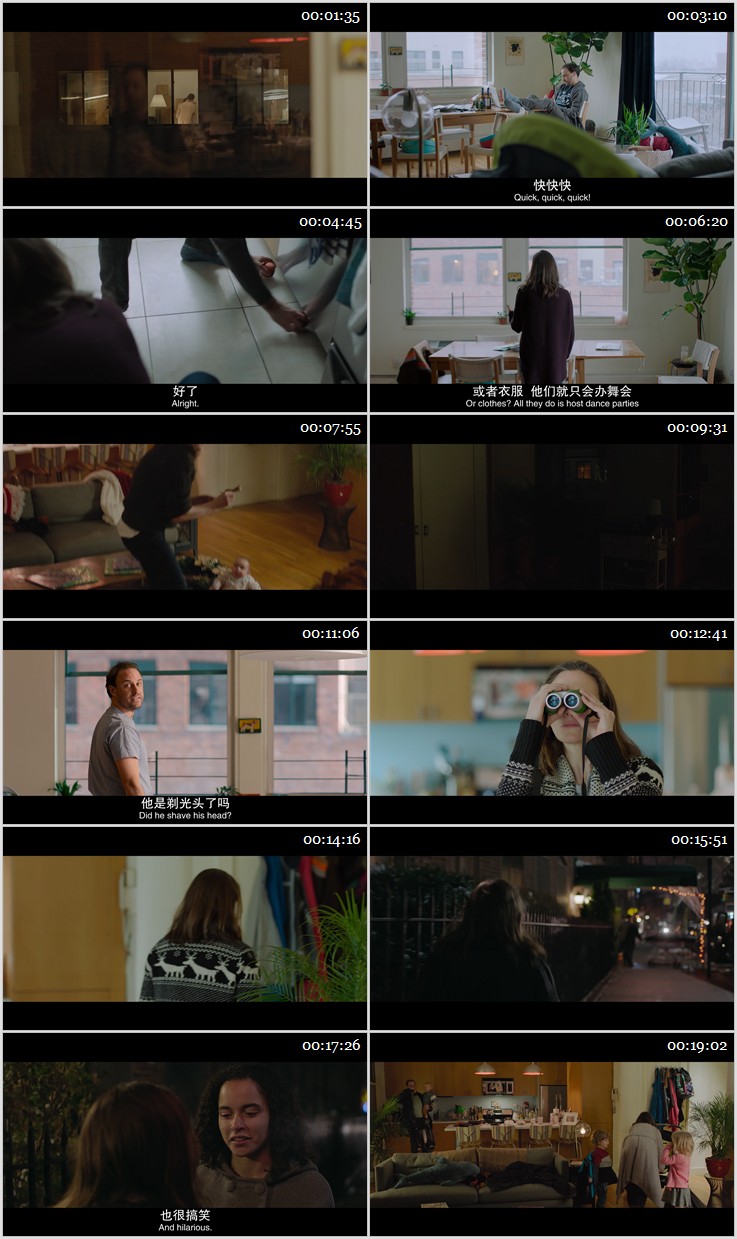 00:01:35
00:03:10
快快快
Quick, quick, quick!
00:04:45
好了
Alright.
00:06:20
或者衣服 他们就只会办舞会
Or clothes? All they do is host dance parties
00:07:55
00:09:31
00:11:06
他是剃光头了吗
Did he shave his head?
00:12:41
00:14:16
00:15:51
00:17:26
也很搞笑
And hilarious.
00:19:02